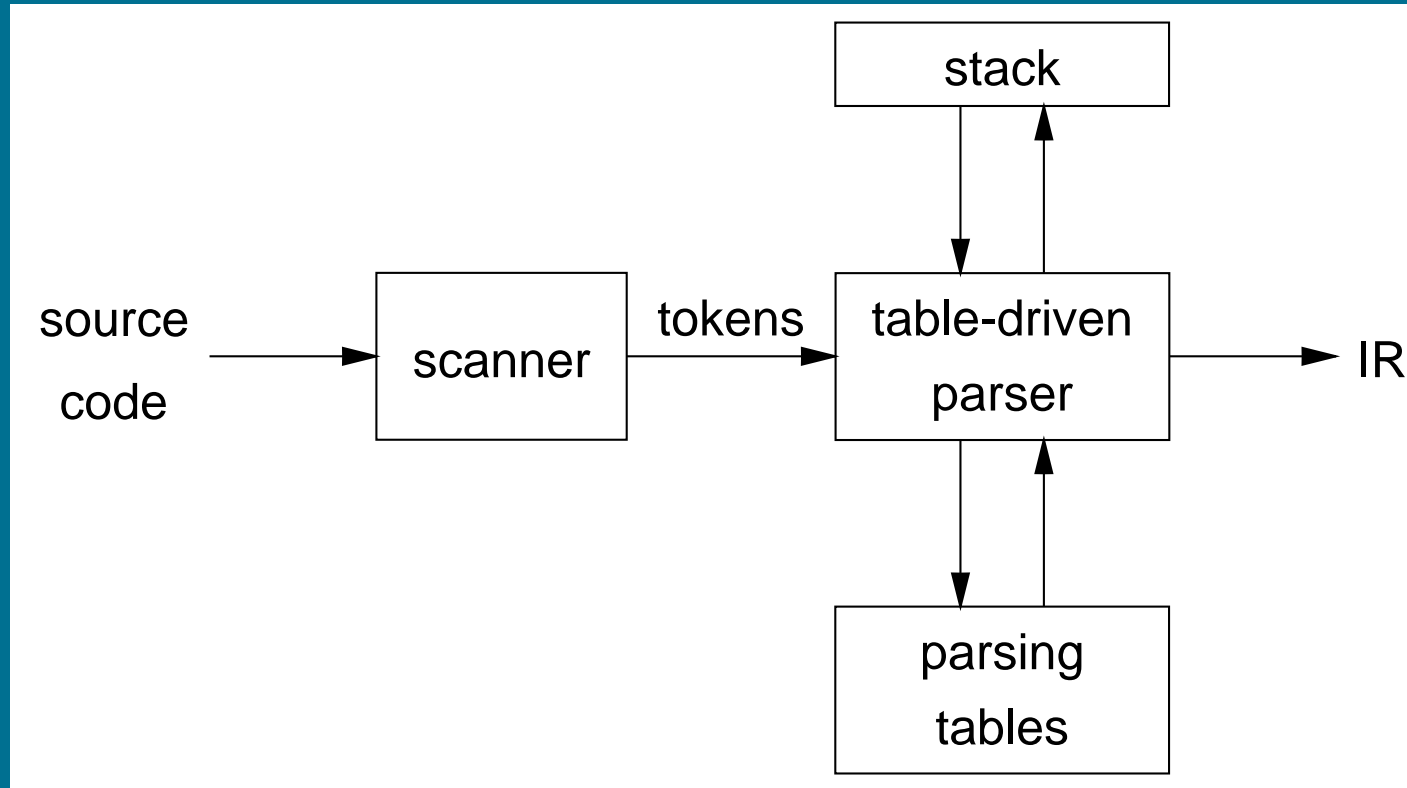 stack
source
code
scanner
tokens
table-driven
parser
IR
parsing
tables